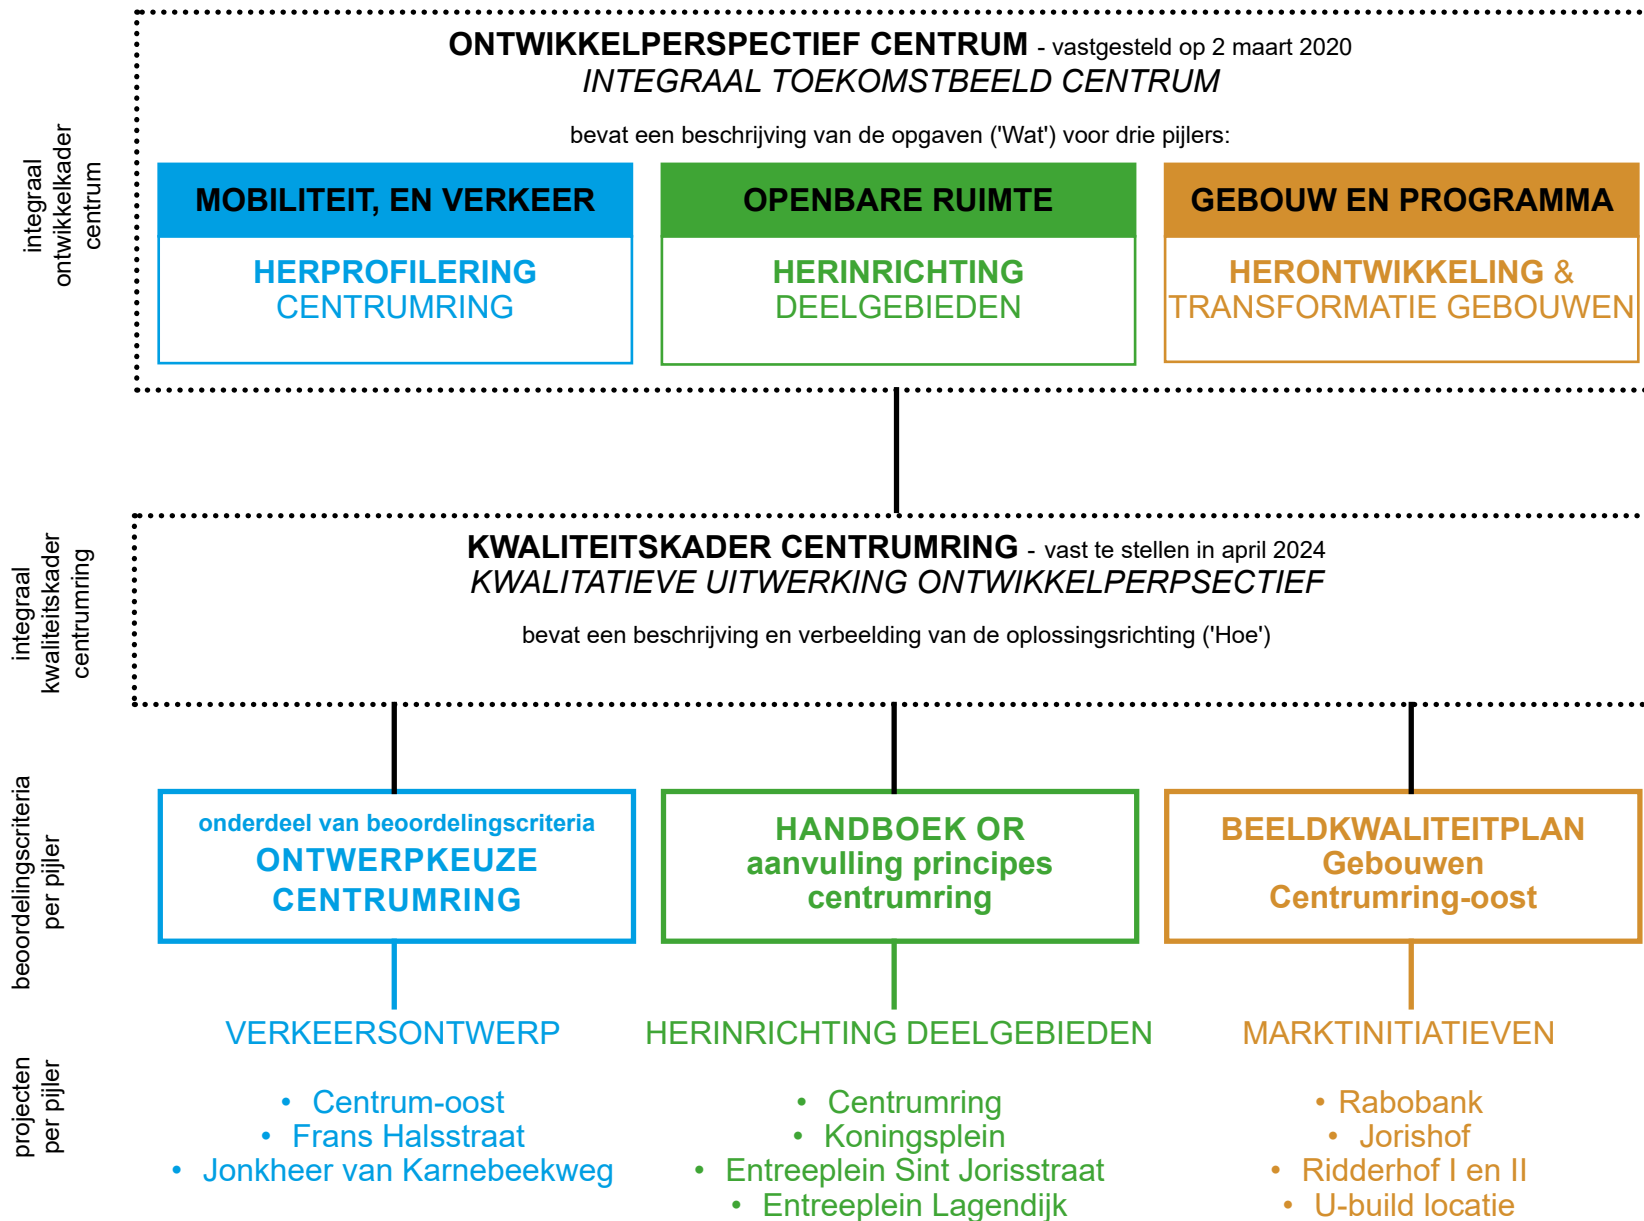 ONTWIKKELPERSPECTIEF CENTRUM - vastgesteld op 2 maart 2020
INTEGRAAL TOEKOMSTBEELD CENTRUM
bevat een beschrijving van de opgaven ('Wat') voor drie pijlers:
integraal
ontwikkelkader
centrum
MOBILITEIT, EN VERKEER
HERPROFILERING
CENTRUMRING
OPENBARE RUIMTE
HERINRICHTING
DEELGEBIEDEN
GEBOUW EN PROGRAMMA
HERONTWIKKELING &
TRANSFORMATIE GEBOUWEN
integraal
kwaliteitskader
centrumring
KWALITEITSKADER CENTRUMRING - vast te stellen in april 2024
KWALITATIEVE UITWERKING ONTWIKKELPERPSECTIEF
bevat een beschrijving en verbeelding van de oplossingsrichting ('Hoe')
beoordelingscriteria
per pijler
onderdeel van beoordelingscriteria
ONTWERPKEUZE
CENTRUMRING
HANDBOEK OR
aanvulling principes
centrumring
BEELDKWALITEITPLAN
Gebouwen
Centrumring-oost
projecten
per pijler
VERKEERSONTWERP
• Centrum-oost
• Frans Halsstraat
• Jonkheer van Karnebeekweg
HERINRICHTING DEELGEBIEDEN
• Centrumring
• Koningsplein
• Entreeplein Sint Jorisstraat
• Entreeplein Lagendijk
MARKTINITIATIEVEN
• Rabobank
• Jorishof
• Ridderhof I en II
• U-build locatie